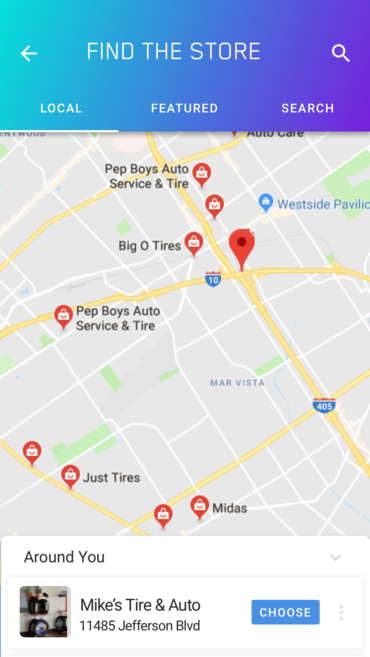 FIND THE STORE
LOCAL FEATURED SEARCH
Auto Care
Pep Boys Auto
Service & Tire
Westside Pavilio
Big O Tires
10
Pep Boys Auto
Service & Tire
MAR VISTA
405
Just Tires
Midas
Around You
Mike's Tire & Auto
CHOOSE
11485 Jefferson Blvd